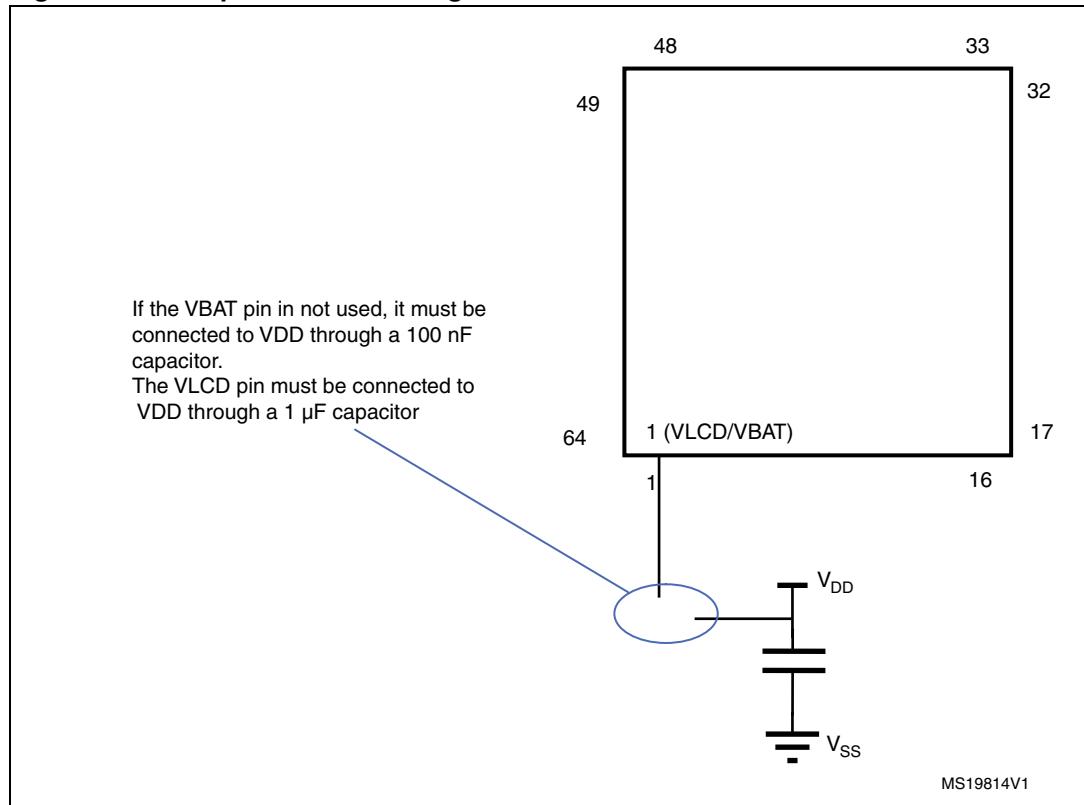 48 33
49 32
If the VBAT pin in not used, it must be
connected to VDD through a 100 nF
capacitor.
The VLCD pin must be connected to
VDD through a 1 µF capacitor
64 1 (VLCD/VBAT) 17
1 16
VDD
VSS
MS19814V1